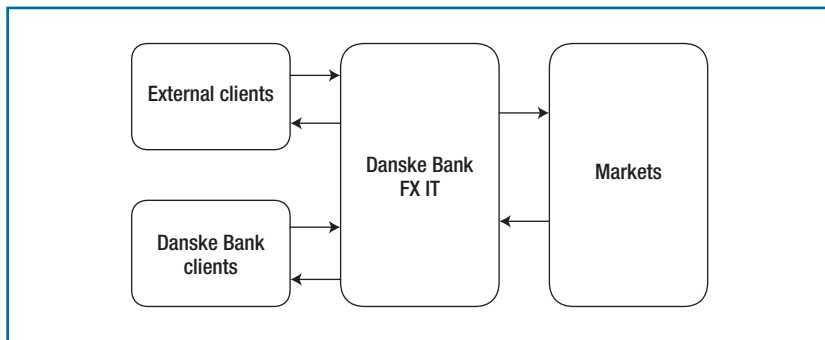 External clients
Danske Bank
FX IT
Markets
Danske Bank
clients